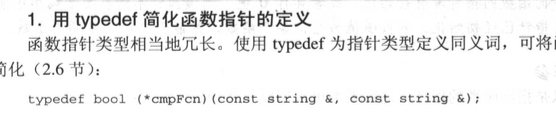 1. 用 typedef 简化函数指针的定义
函数指针类型相当地冗长。使用 typedef 为指针类型定义同义词，可将
简化（2.6 节）：
typedef bool (*cmpFcn)(const string &, const string &);